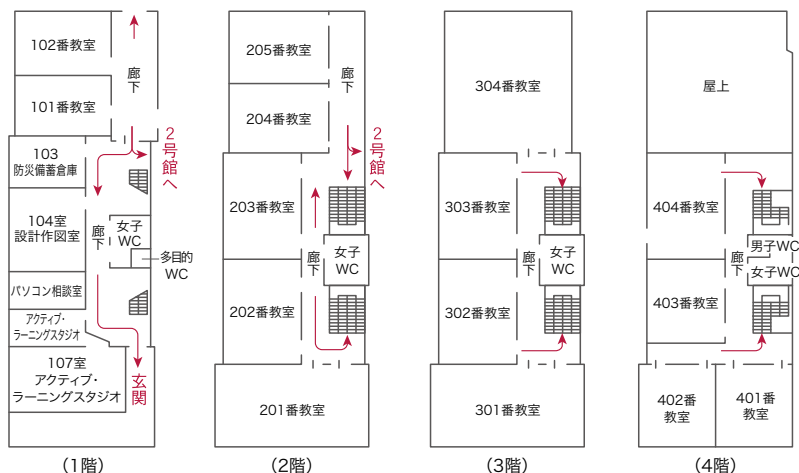 102番教室
廊下
101番教室
2号館へ
103
防災備蓄倉庫
104室
設計作図室
廊下
女子
WC
多目的
WC
パソコン相談室
アクティブ・
ラーニングスタジオ
107室
アクティブ・
ラーニングスタジオ
玄関
(1階)
205番教室
廊下
204番教室
2号館へ
203番教室
廊下
女子
WC
202番教室
201番教室
(2階)
304番教室
303番教室
廊下
女子
WC
302番教室
301番教室
(3階)
屋上
404番教室
男子WC
廊下
女子WC
403番教室
402番
教室
401番
教室
(4階)